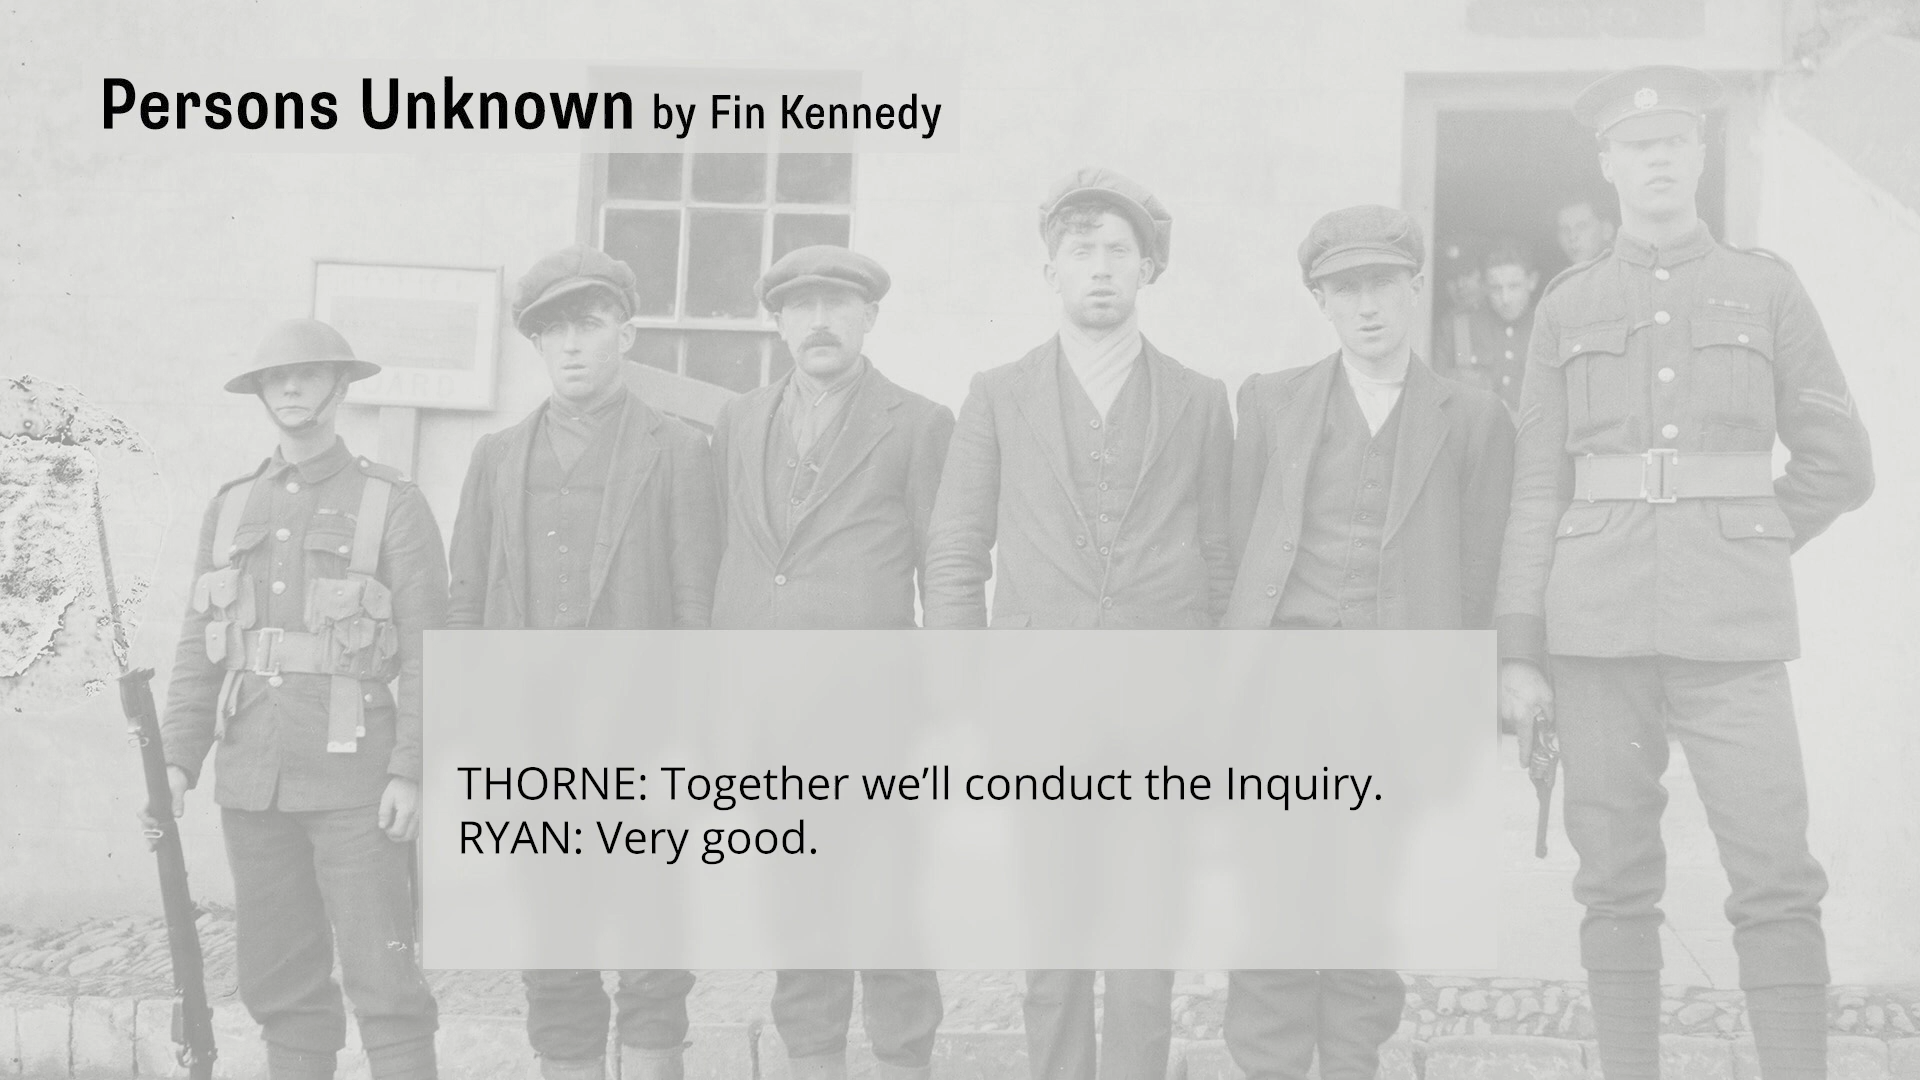 Persons Unknown by Fin Kennedy
THORNE: Together we’ll conduct the Inquiry.
RYAN: Very good.